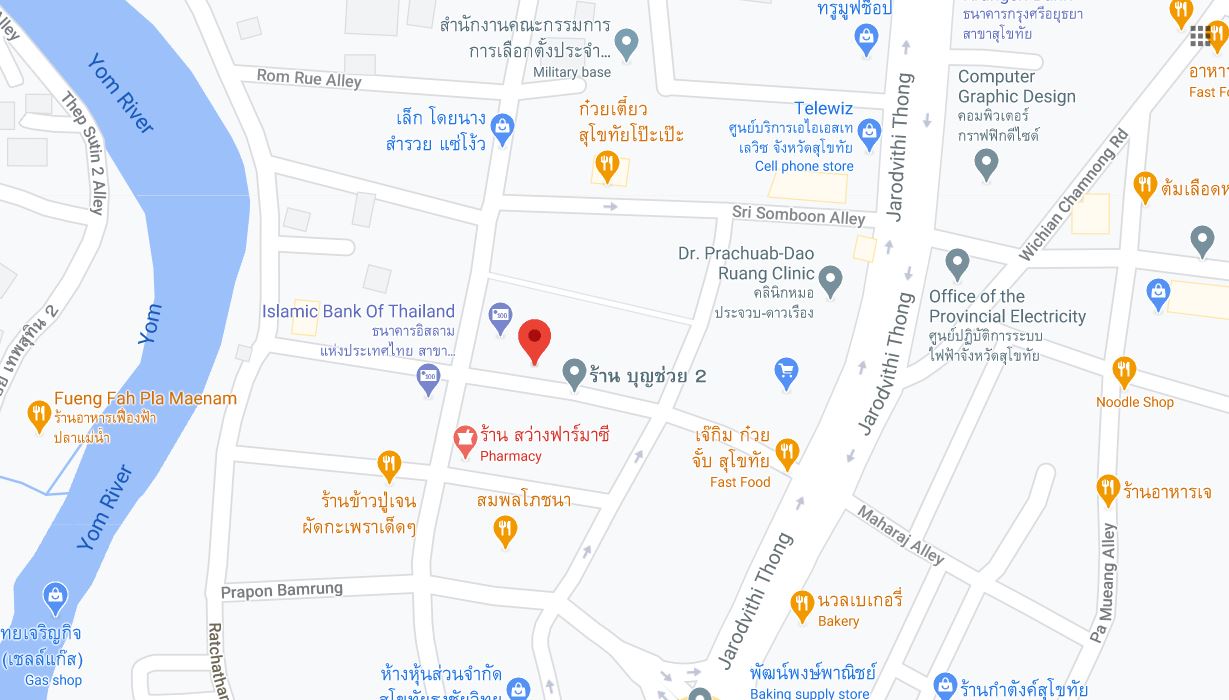 ทรูมูฟช็อป
ธนาคารกรุงศรีอยุธยา
สาขาสุโขทัย
สำนักงานคณะกรรมการ
การเลือกตั้งประจำ...
Military base
Rom Rue Alley
Yom River
Thep Sutin 2 Alley
เล็ก โดยนาง
สำรวย แซ่โง้ว
ก๋วยเตี๋ยว
สุโขทัยโป๊ะเป๊ะ
Telewiz
ศูนย์บริการเอไอเอสเท
เลวิซ จังหวัดสุโขทัย
Cell phone store
Jarodvithi Thong
Computer
Graphic Design
คอมพิวเตอร์
กราฟฟิกดีไซด์
Wichian Chamnong Rd
Sri Somboon Alley
Dr. Prachuab-Dao
Ruang Clinic
คลินิกหมอ
ประจวบ-ดาวเรือง
Office of the
Provincial Electricity
ศูนย์ปฏิบัติการระบบ
ไฟฟ้าจังหวัดสุโขทัย
Islamic Bank Of Thailand
ธนาคารอิสลาม
แห่งประเทศไทย สาขา...
Yom
เทพสุทิน 2
ร้าน บุญช่วย 2
Jarodvithi Thong
Noodle Shop
Fueng Fah Pla Maenam
ร้านอาหารเฟื่องฟ้า
ปลาแม่น้ำ
ร้าน สว่างฟาร์มาซี
Pharmacy
เจ๊กิม ก๋วย
จั๊บ สุโขทัย
Fast Food
Yom River
ร้านข้าวปู่เจน
ผัดกะเพราเด็ดๆ
สมพลโภชนา
ร้านอาหารเจ
Maharaj Alley
Pa Mueang Alley
Prapon Bamrung
Jarodvithi Thong
นวลเบเกอรี่
Bakery
(เชลล์แก๊ส)
Gas shop
ห้างหุ้นส่วนจำกัด
พัฒน์พงษ์พาณิชย์
Baking supply store
ร้านกำตังค์สุโขทัย